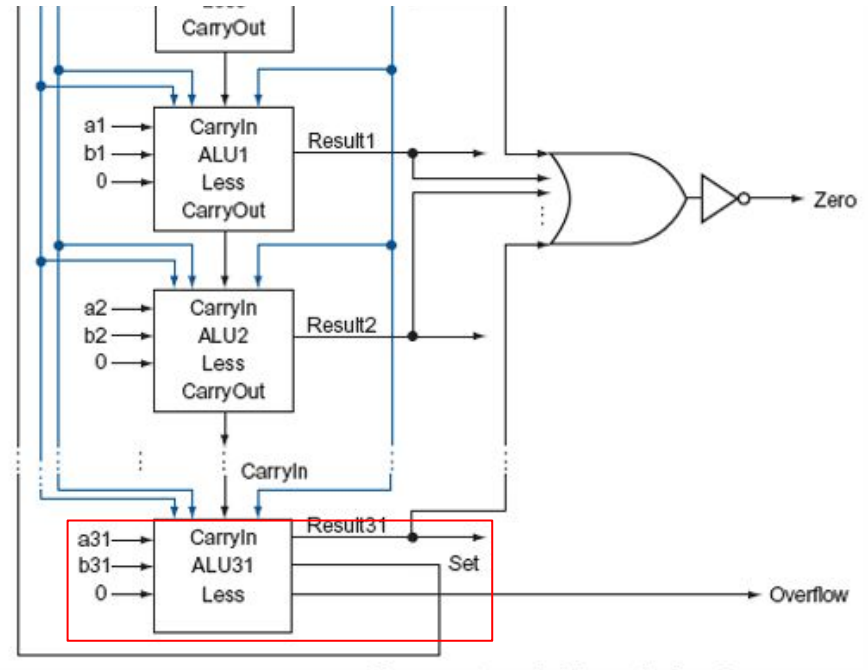 CarryOut
a1
b1
0
CarryIn
ALU1
Less
CarryOut
Result1
Zero
a2
b2
0
CarryIn
ALU2
Less
CarryOut
Result2
CarryIn
a31
b31
0
CarryIn
ALU31
Less
Result31
Set
Overflow